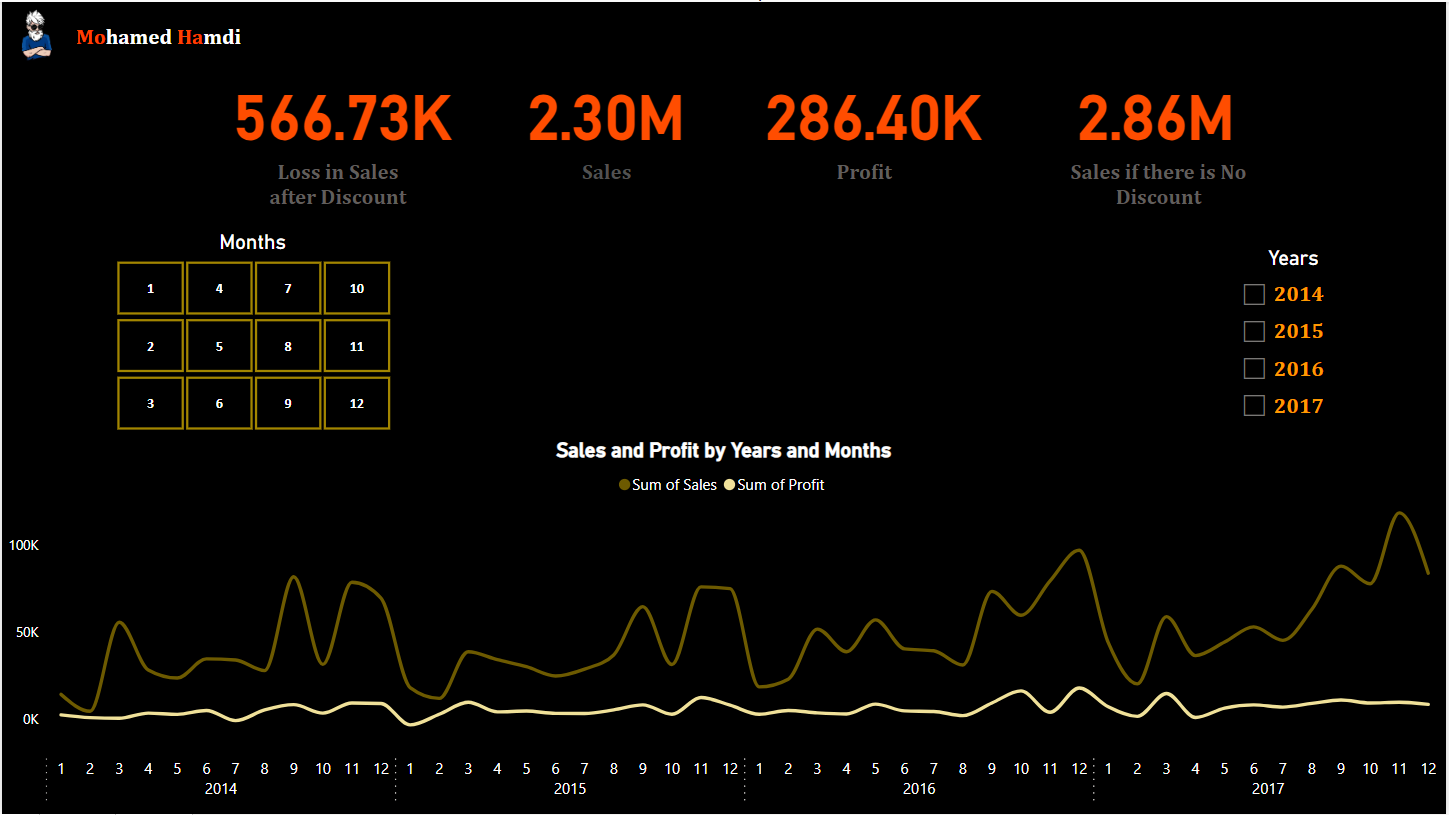 Mohamed Hamdi
566.73K
Loss in Sales
after Discount
2.30M
Sales
286.40K
Profit
2.86M
Sales if there is No
Discount
Months
1 4 7 10
2 5 8 11
3 6 9 12
Years
2014
2015
2016
2017
Sales and Profit by Years and Months
Sum of Sales Sum of Profit
100K
50K
0K
1 2 3 4 5 6 7 8 9 10 11 12 1 2 3 4 5 6 7 8 9 10 11 12 1 2 3 4 5 6 7 8 9 10 11 12 1 2 3 4 5 6 7 8 9 10 11 12
2014 2015 2016 2017